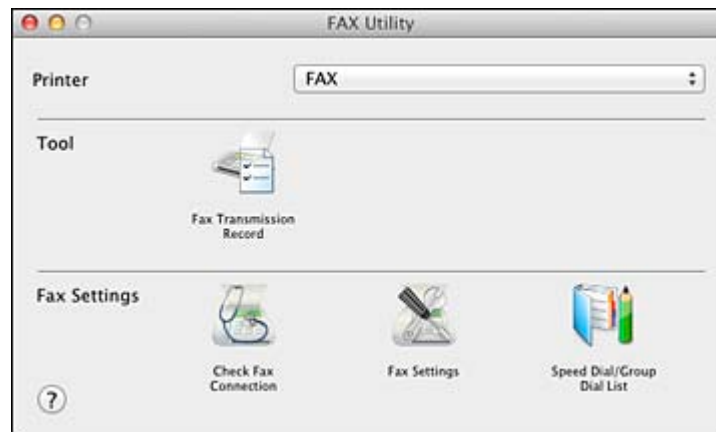 FAX Utility
Printer
FAX
Tool
Fax Transmission
Record
Fax Settings
Check Fax
Connection
Fax Settings
Speed Dial/Group
Dial List
?